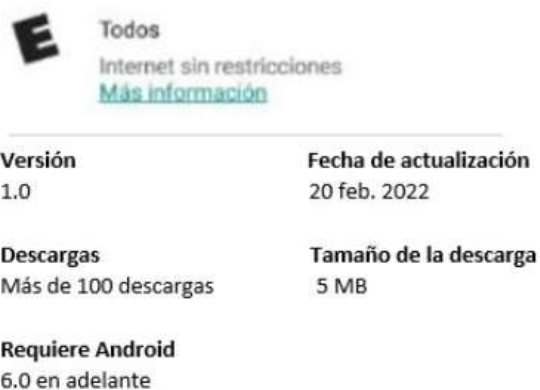 E
Todos
Internet sin restricciones
Más información
Versión
Fecha de actualización
1.0
20 feb. 2022
Descargas
Tamaño de la descarga
Más de 100 descargas
5 MB
Requiere Android
6.0 en adelante